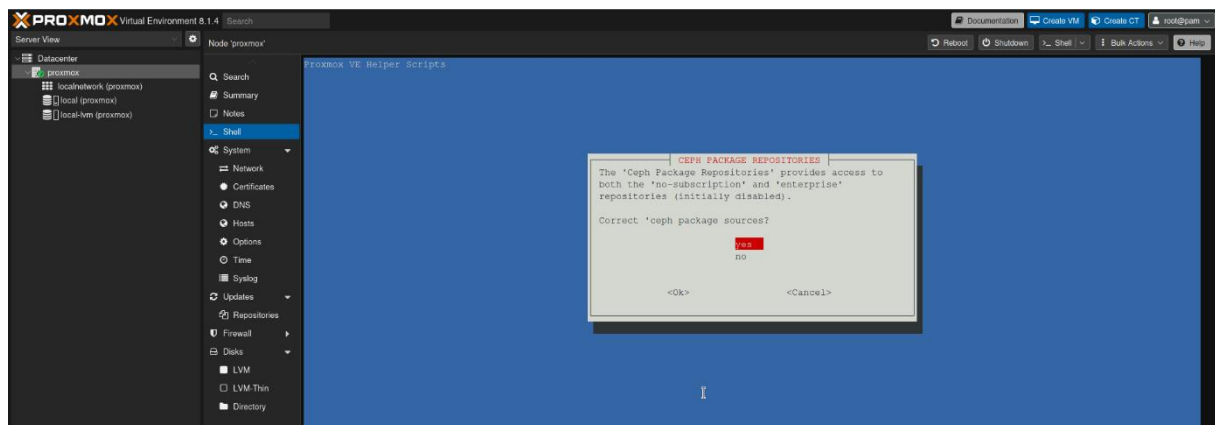 PROXMOX Virtual Environment 8.1.4 Search
Documentation Create VM Create CT root@pam
Server View
Node 'proxmox'
Reboot Shutdown Shell Bulk Actions Help
Datacenter
proxmox
localnetwork (proxmox)
local (proxmox)
local-lvm (proxmox)
Search
Summary
Notes
>_ Shell
System
Network
Certificates
DNS
Hosts
Options
Time
Syslog
Updates
Repositories
Firewall
Disks
LVM
LVM-Thin
Directory
Proxmox VE Helper Scripts
CEPH PACKAGE REPOSITORIES
The 'Ceph Package Repositories' provides access to
both the 'no-subscription' and 'enterprise'
repositories (initially disabled).
Correct 'ceph package sources?
yes
no
<Ok> <Cancel>